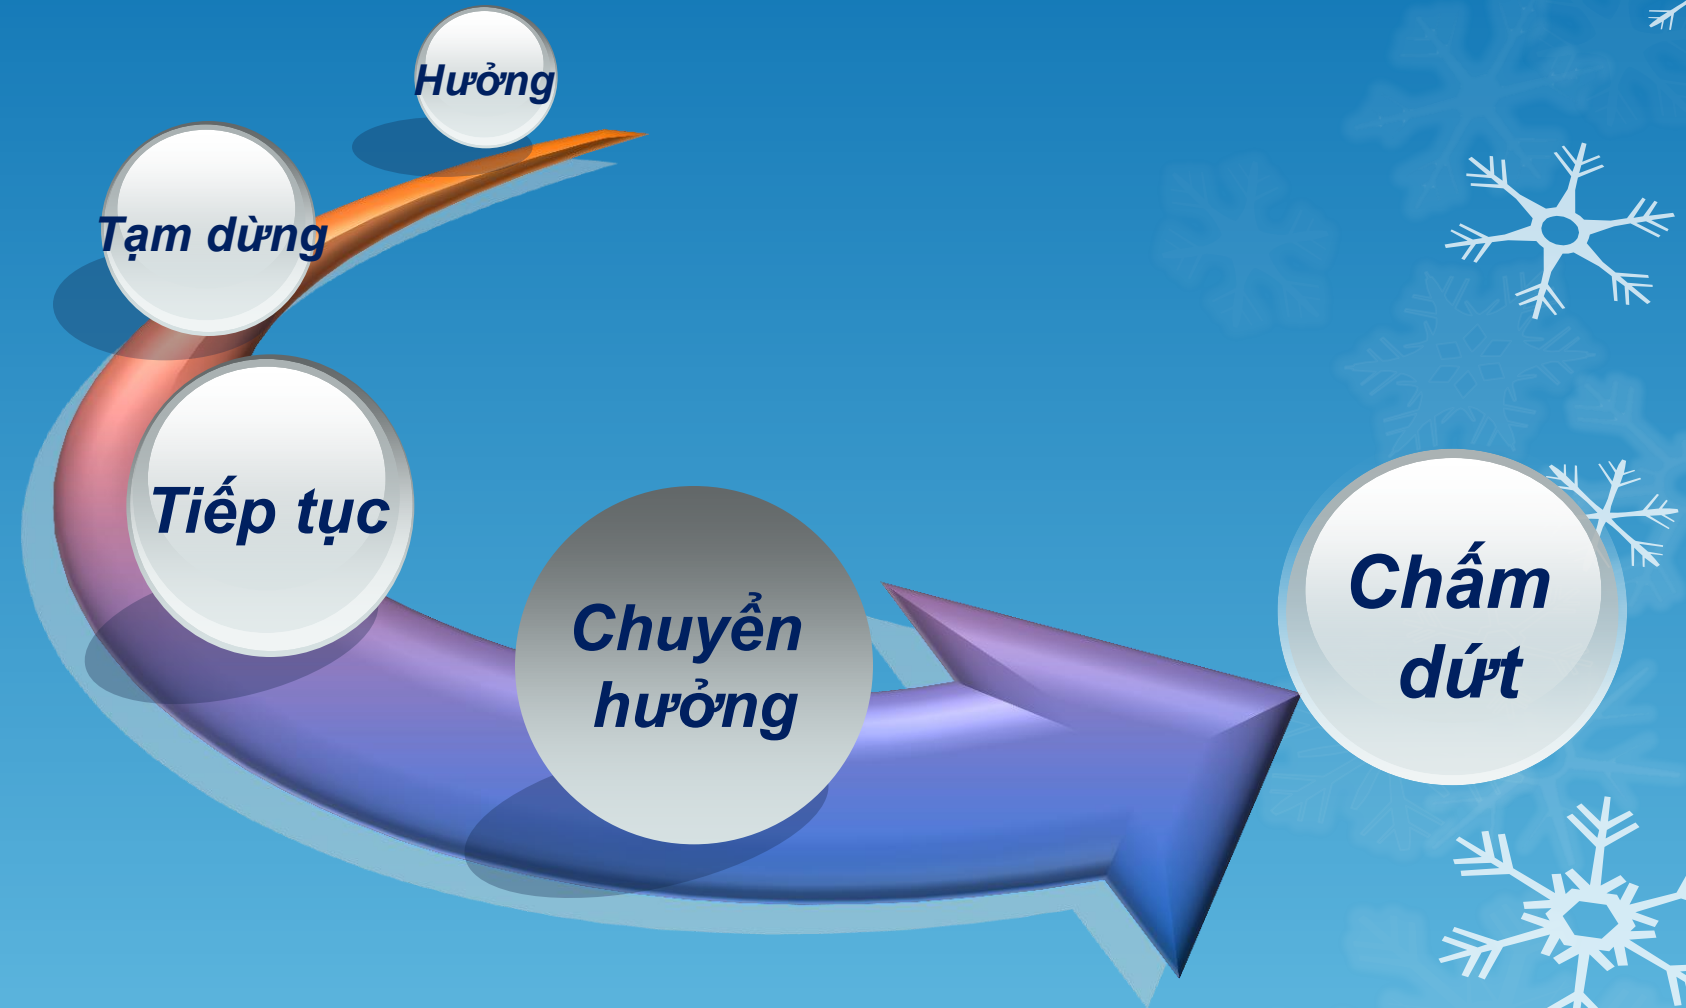 Hưởng
Tạm dừng
Tiếp tục
Chuyển
hưởng
Chấm
dứt